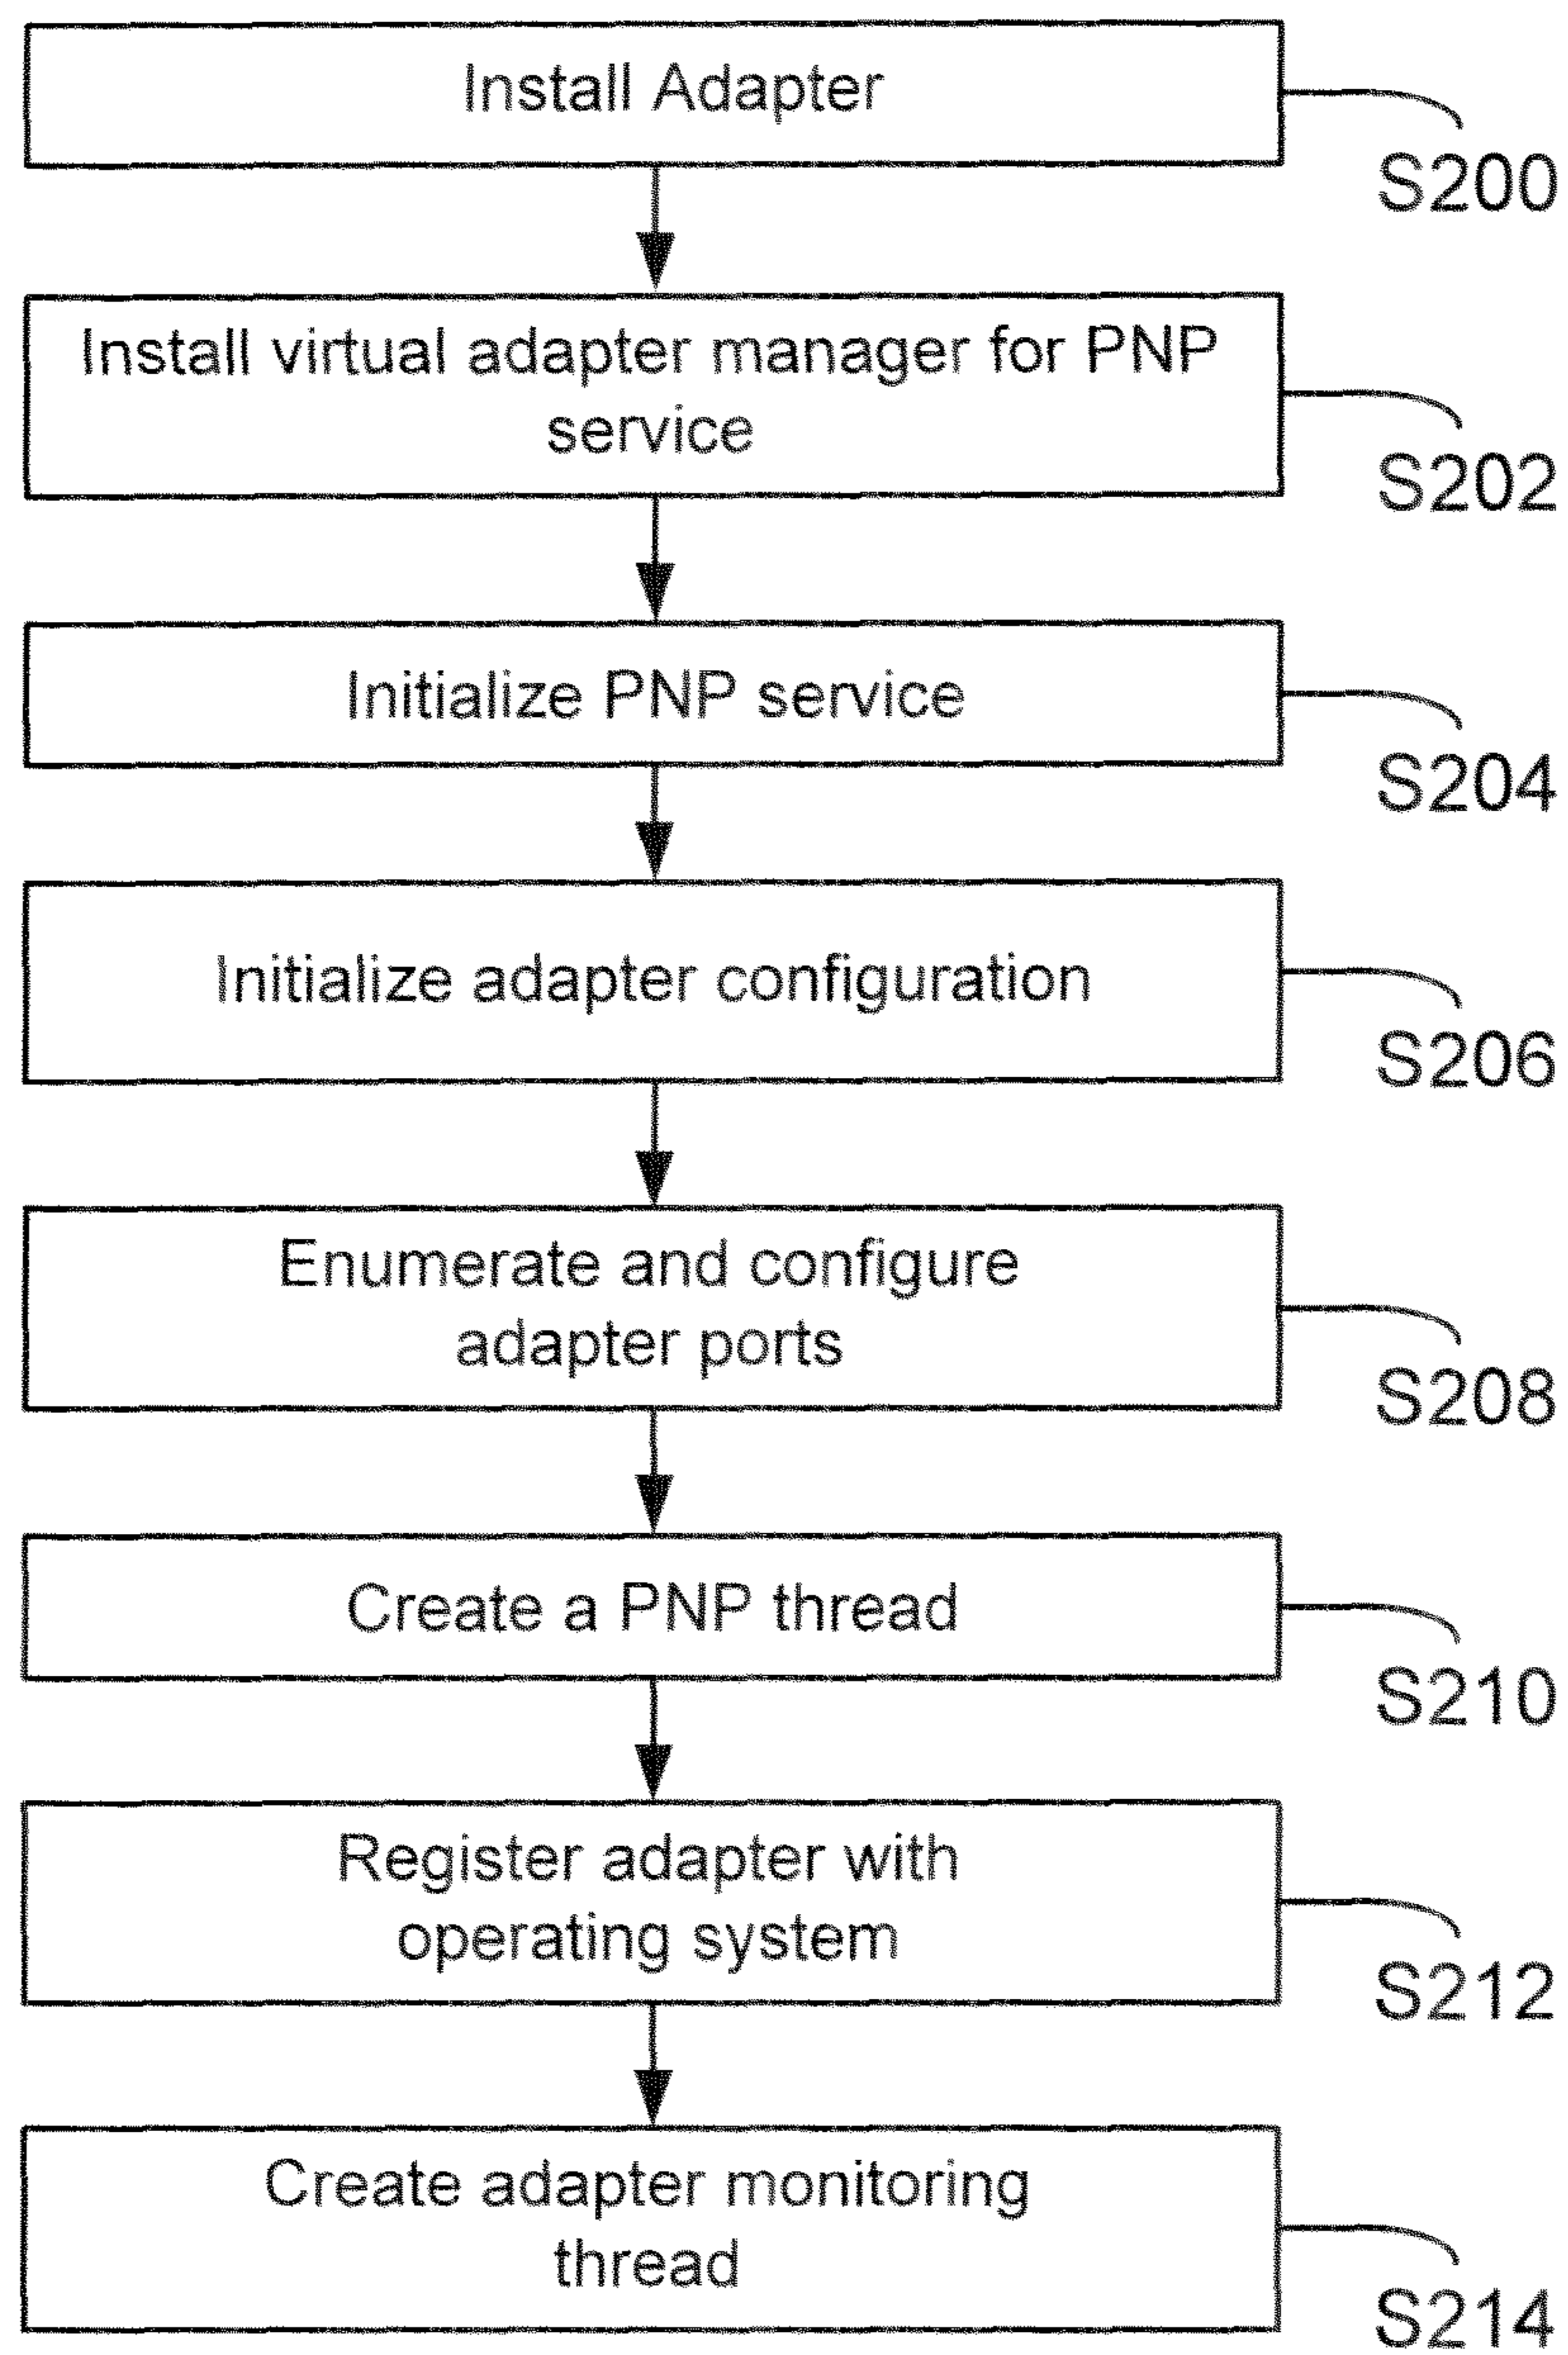 Install Adapter
S200
Install virtual adapter manager for PNP
service
S202
Initialize PNP service
S204
Initialize adapter configuration
S206
Enumerate and configure
adapter ports
S208
Create a PNP thread
S210
Register adapter with
operating system
S212
Create adapter monitoring
thread
S214